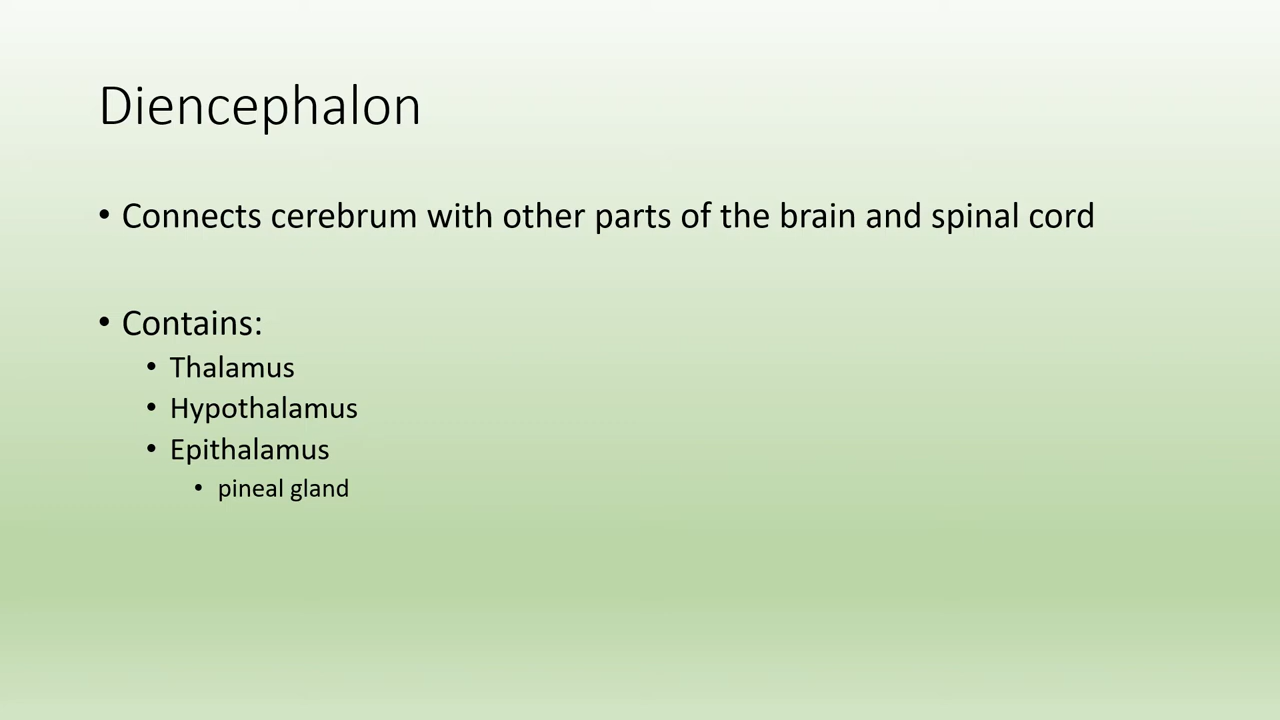 Diencephalon
• Connects cerebrum with other parts of the brain and spinal cord
• Contains:
• Thalamus
• Hypothalamus
• Epithalamus
• pineal gland